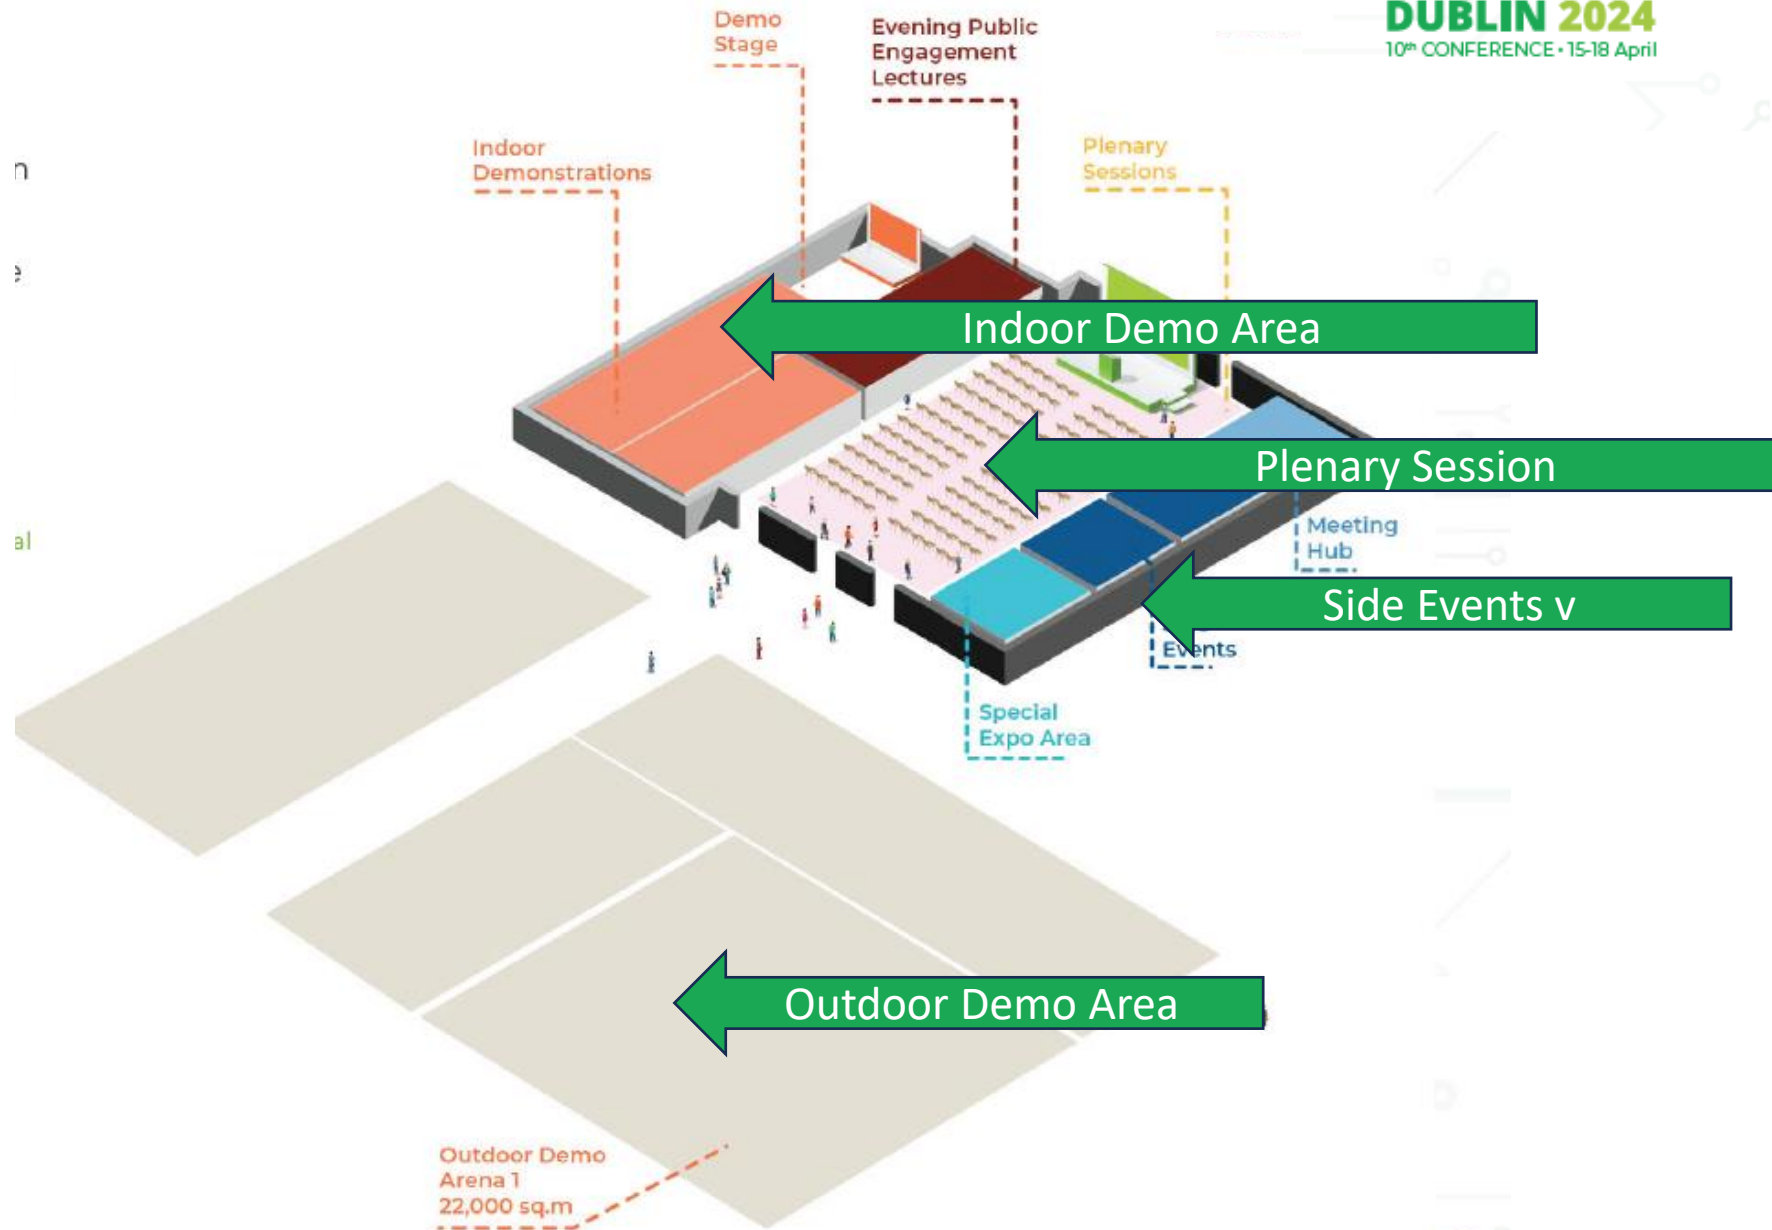 DUBLIN 2024
10th CONFERENCE • 15-18 April
Demo
Stage
Evening Public
Engagement
Lectures
Indoor
Demonstrations
Plenary
Sessions
n
e
al
Indoor Demo Area
Plenary Session
Meeting
Hub
Side Events v
Events
Special
Expo Area
Outdoor Demo Area
Outdoor Demo
Arena 1
22,000 sq.m